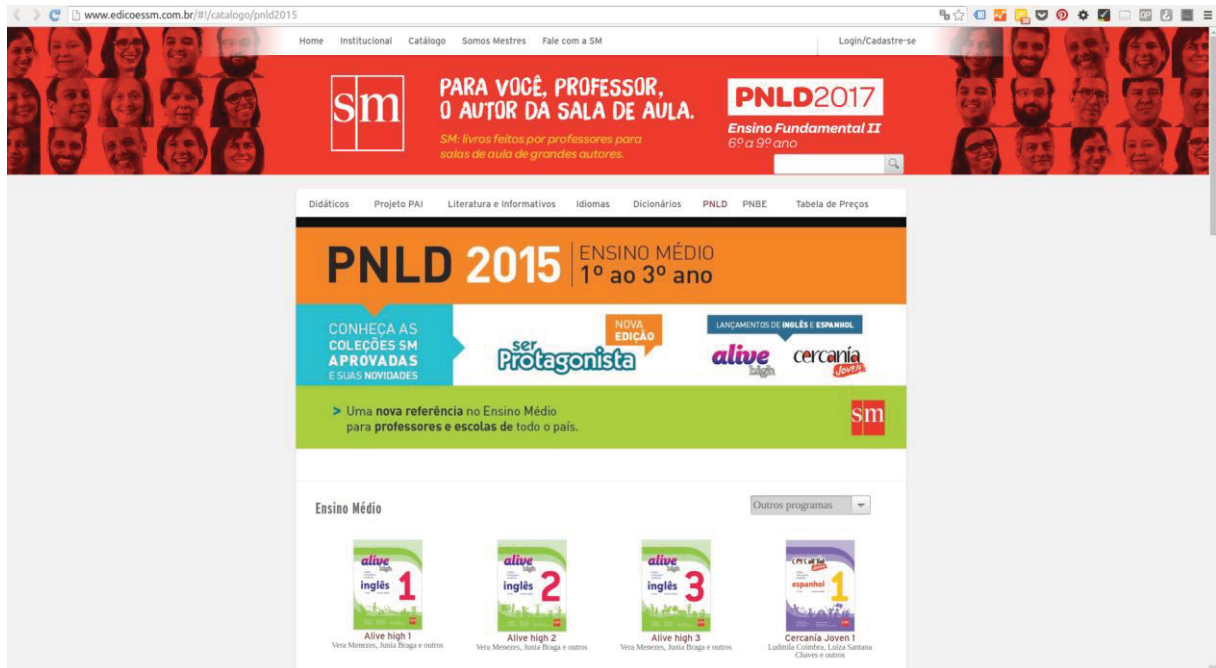 www.edicoessm.com.br/#!/catalogo/pnld2015
Home Institucional Catálogo Somos Mestres Fale com a SM Login/Cadastre-se
sm
PARA VOCÊ, PROFESSOR,
O AUTOR DA SALA DE AULA.
SM: livros feitos por professores para
salas de aula de grandes autores.
PNLD2017
Ensino Fundamental II
6º a 9º ano
Didáticos Projeto PAI Literatura e Informativos Idiomas Dicionários PNLD PNBE Tabela de Preços
PNLD 2015
ENSINO MÉDIO
1º ao 3º ano
CONHEÇA AS
COLEÇÕES SM
APROVADAS
E SUAS NOVIDADES
ser
Protagonista
NOVA
EDIÇÃO
LANÇAMENTOS DE INGLÊS E ESPANHOL
alive
high
cercanía
Joven
> Uma nova referência no Ensino Médio
para professores e escolas de todo o país.
sm
Ensino Médio
Outros programas
alive
high
inglês 1
alive
high
inglês 2
alive
high
inglês 3
espanhol 1
Alive high 1
Vera Menezes, Junia Braga e outros
Alive high 2
Vera Menezes, Junia Braga e outros
Alive high 3
Vera Menezes, Junia Braga e outros
Cercanía Joven 1
Ludmila Coimbra, Luiza Santana
Chaves e outros